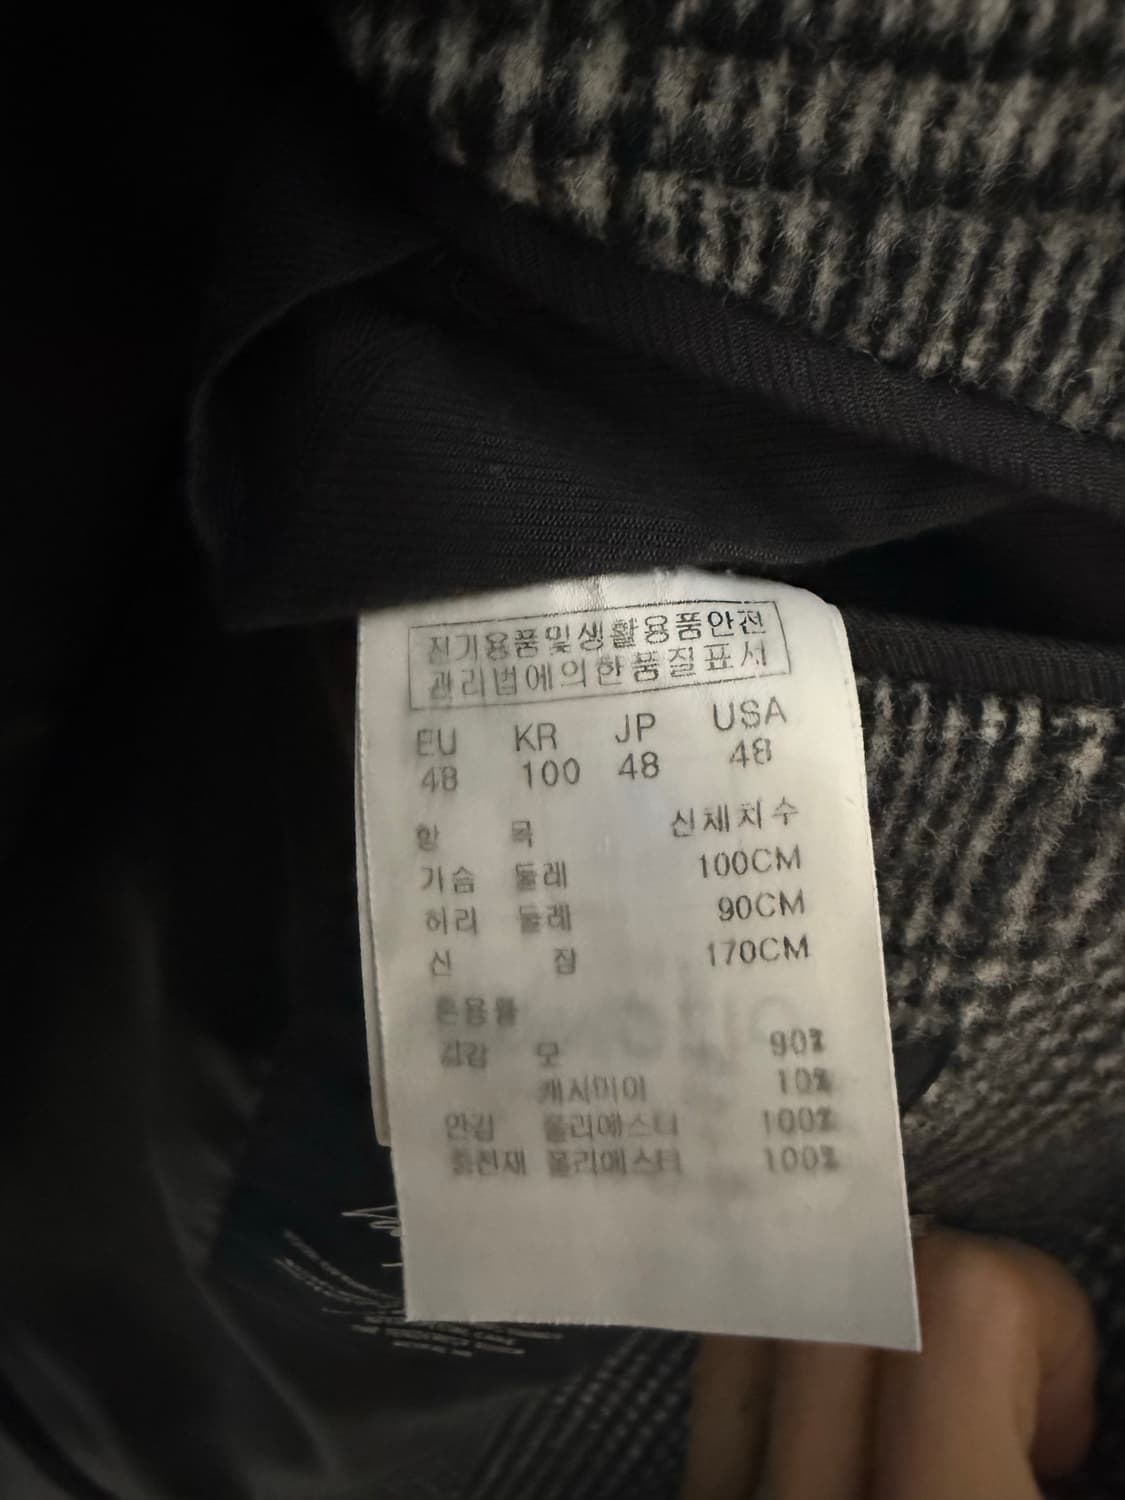 전기용품및생활용품안전
관리법에의한품질표서
EU KR JP USA
48 100 48 48
항 목 신체치수
가슴 둘레 100CM
허리 둘레 90CM
신 장 170CM
혼용률
겉감 모 90%
캐시미어 10%
안감 폴리에스터 100%
충전재 폴리에스터 100%